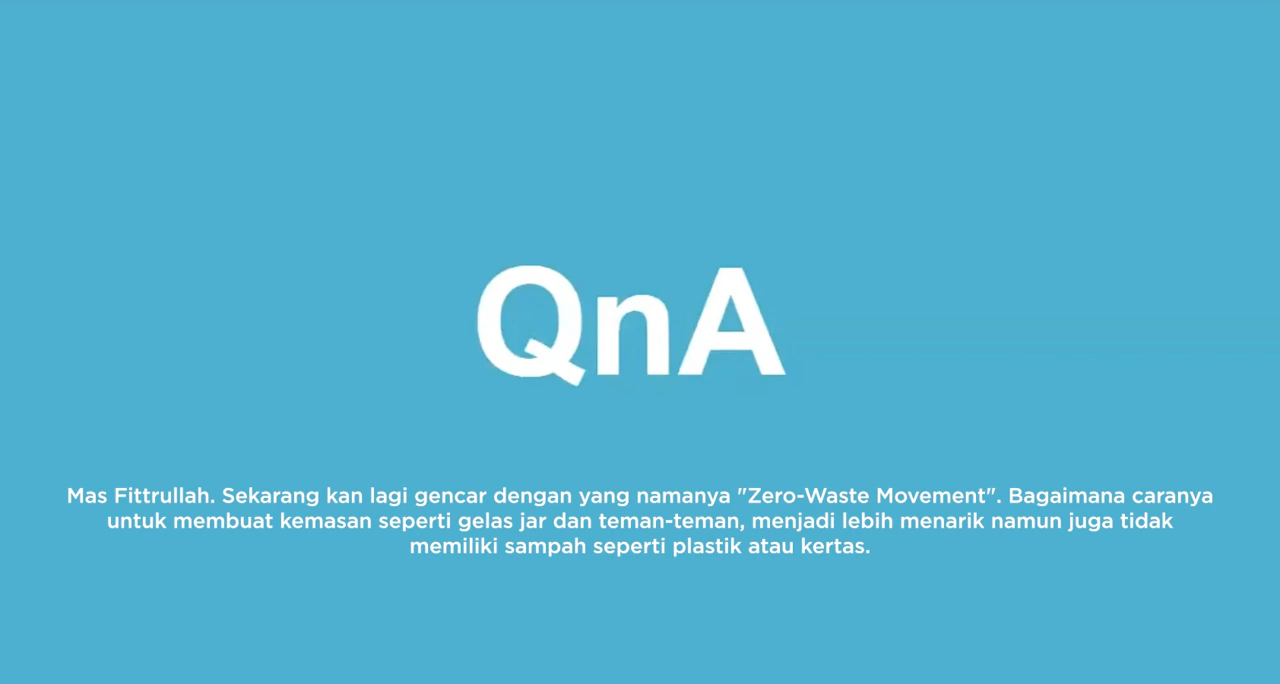 QnA
Mas Fittrullah. Sekarang kan lagi gencar dengan yang namanya "Zero-Waste Movement". Bagaimana caranya
untuk membuat kemasan seperti gelas jar dan teman-teman, menjadi lebih menarik namun juga tidak
memiliki sampah seperti plastik atau kertas.